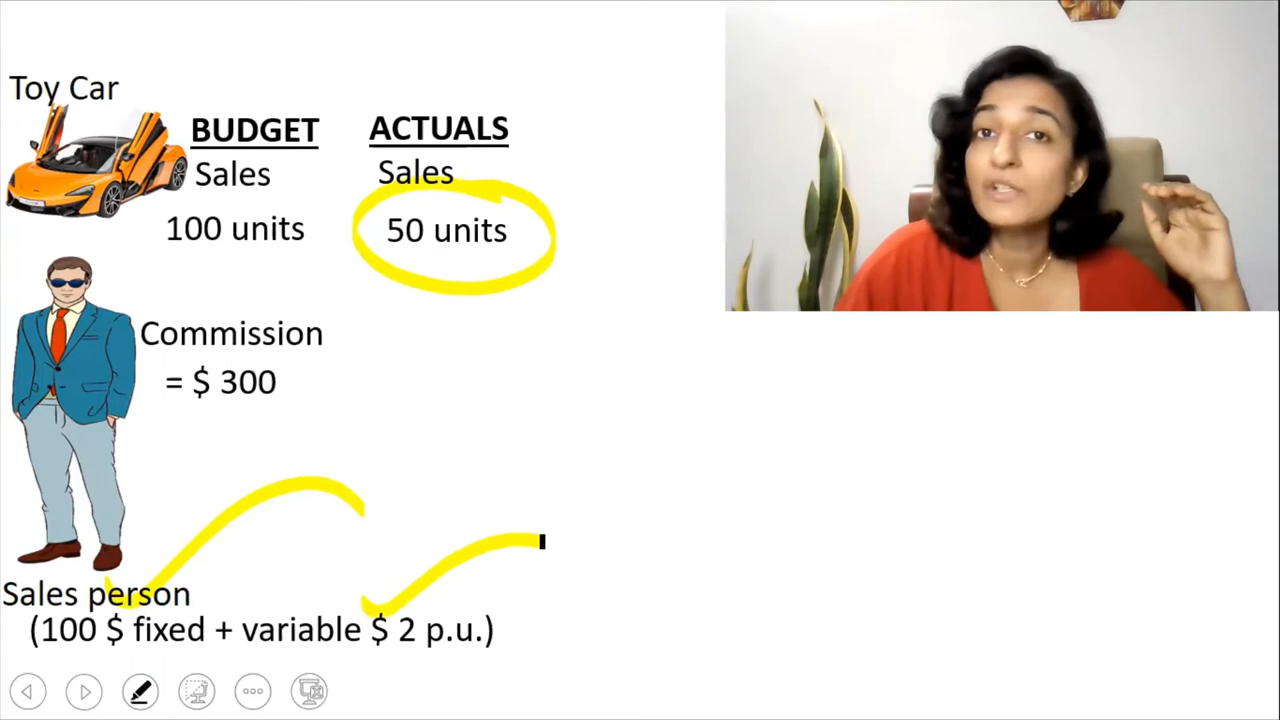 Toy Car
BUDGET ACTUALS
Sales Sales
100 units 50 units
Commission
= $ 300
Sales person
(100 $ fixed + variable $ 2 p.u.)